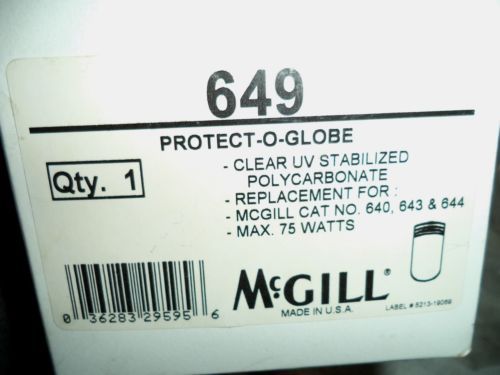 649
PROTECT-O-GLOBE
Qty. 1
- CLEAR UV STABILIZED
POLYCARBONATE
- REPLACEMENT FOR :
- MCGILL CAT NO. 640, 643 & 644
- MAX. 75 WATTS
McGILL®
MADE IN U.S.A.
LABEL # 5213-19069
0 36283 29595 6